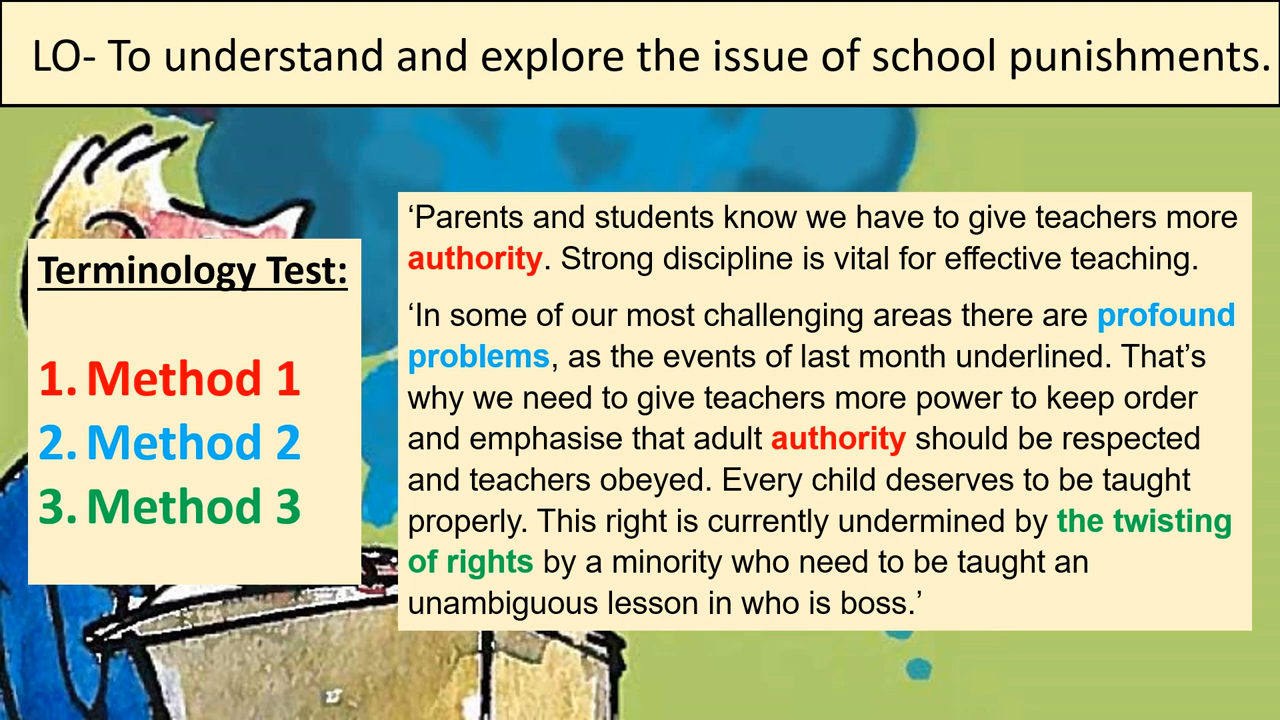 LO- To understand and explore the issue of school punishments.
Terminology Test:
1. Method 1
2. Method 2
3. Method 3
‘Parents and students know we have to give teachers more
authority. Strong discipline is vital for effective teaching.
‘In some of our most challenging areas there are profound
problems, as the events of last month underlined. That’s
why we need to give teachers more power to keep order
and emphasise that adult authority should be respected
and teachers obeyed. Every child deserves to be taught
properly. This right is currently undermined by the twisting
of rights by a minority who need to be taught an
unambiguous lesson in who is boss.’